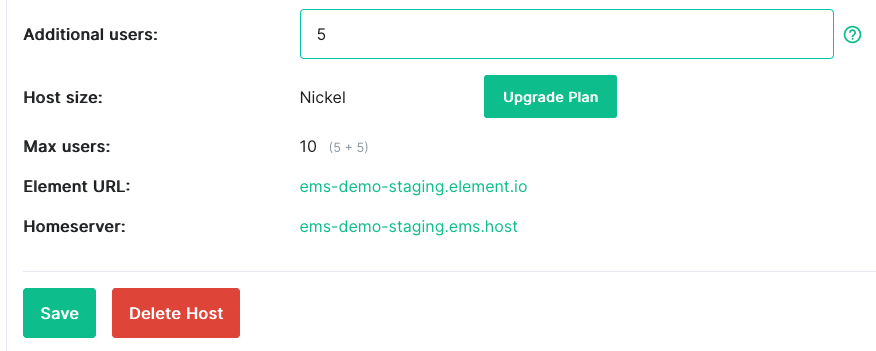 Additional users: 5
Host size: Nickel Upgrade Plan
Max users: 10 (5 + 5)
Element URL: ems-demo-staging.element.io
Homeserver: ems-demo-staging.ems.host
Save Delete Host